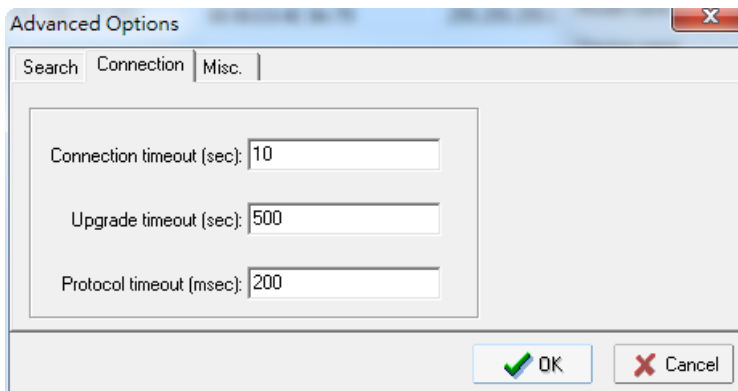 Advanced Options
Search Connection Misc.
Connection timeout (sec): 10
Upgrade timeout (sec): 500
Protocol timeout (msec): 200
OK Cancel